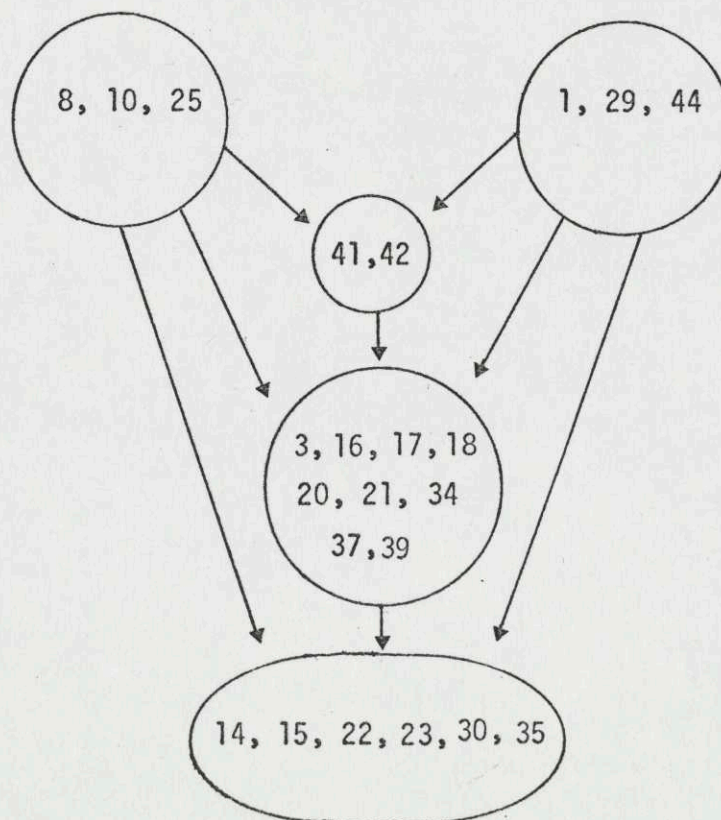 8, 10, 25
1, 29, 44
41,42
3, 16, 17, 18
20, 21, 34
37, 39
14, 15, 22, 23, 30, 35